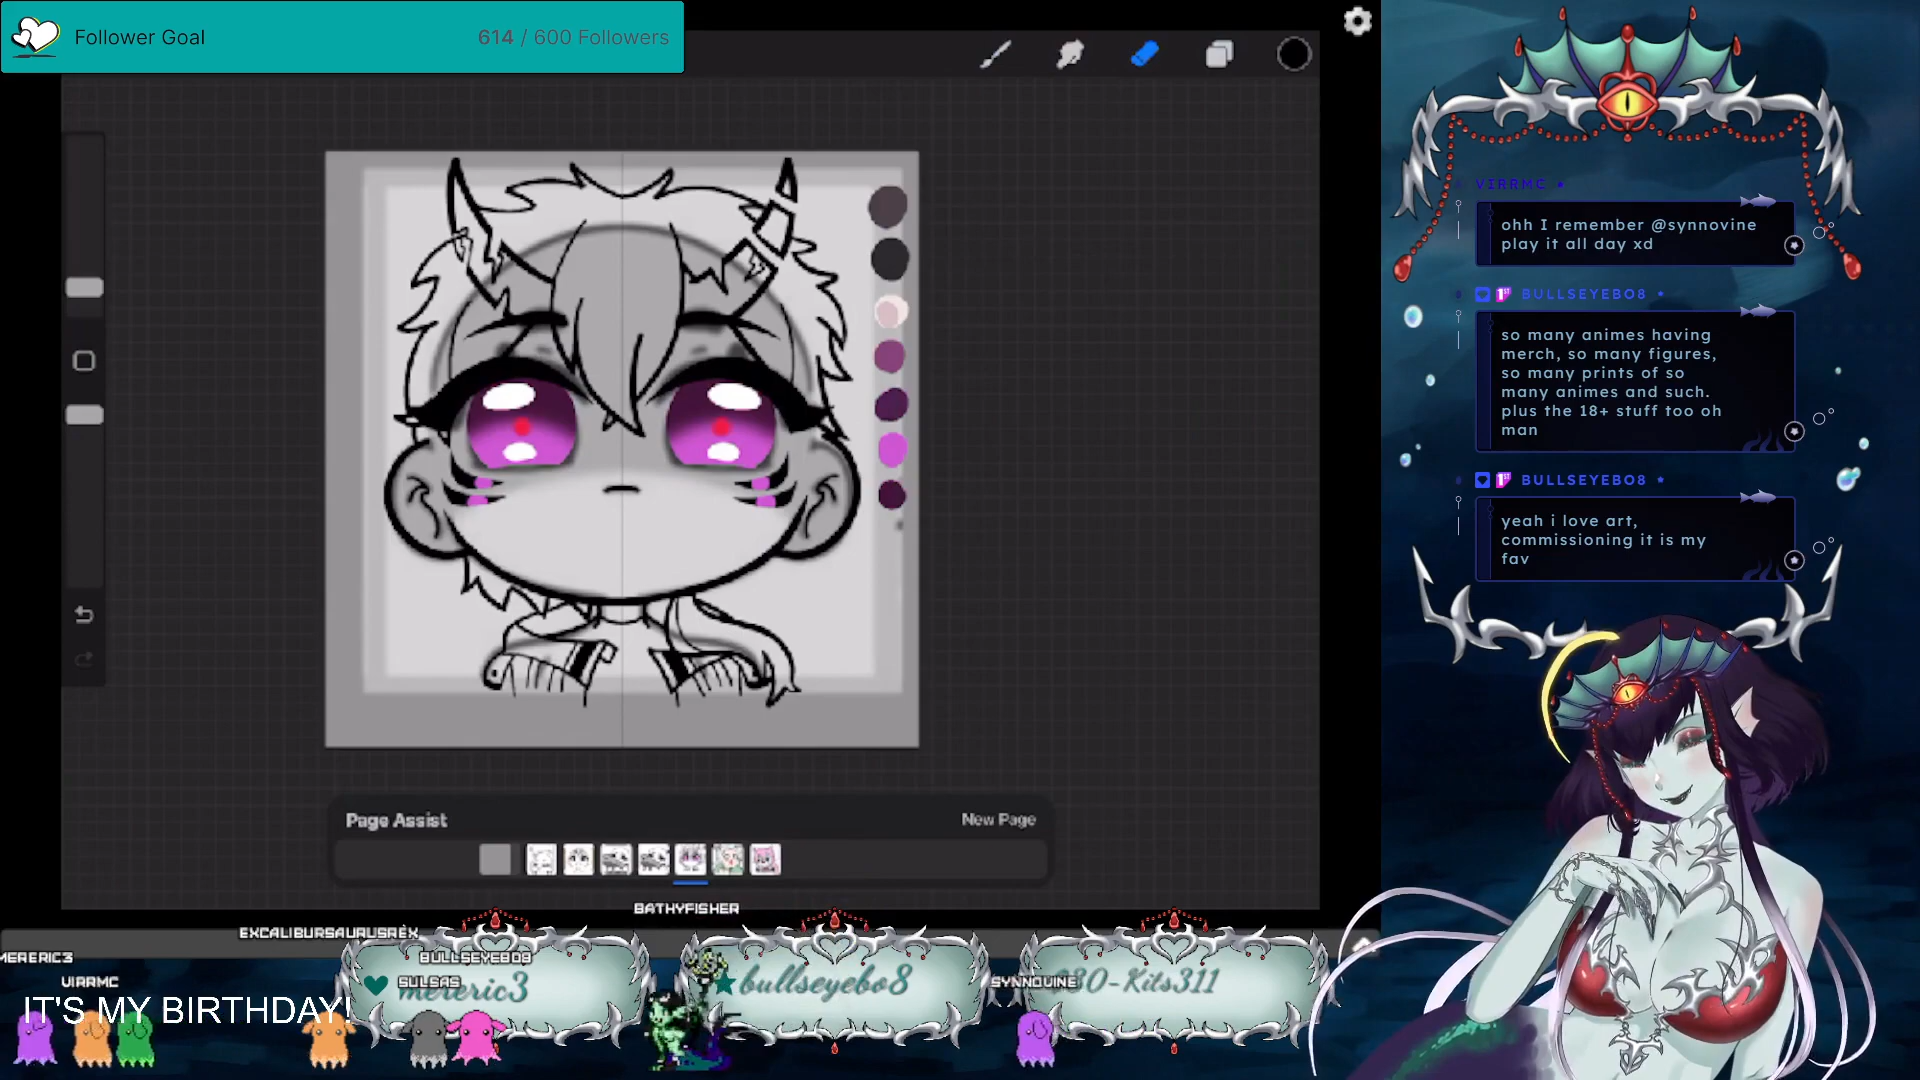 Follower Goal
614 / 600 Followers
VIRRMC
ohh I remember @synnovine
play it all day xd
BULLSEYEBO8
so many animes having
merch, so many figures,
so many prints of so
many animes and such.
plus the 18+ stuff too oh
man
BULLSEYEBO8
yeah i love art,
commissioning it is my
fav
Page Assist
New Page
BATHYFISHER
EXCALIBURSAURUSREX
MERERIC3
BULLSEYEBO8
VIRRMC
SULSAS
SYNNOVINE
mereric3
bullseyebo8
30-Kits311
IT'S MY BIRTHDAY!